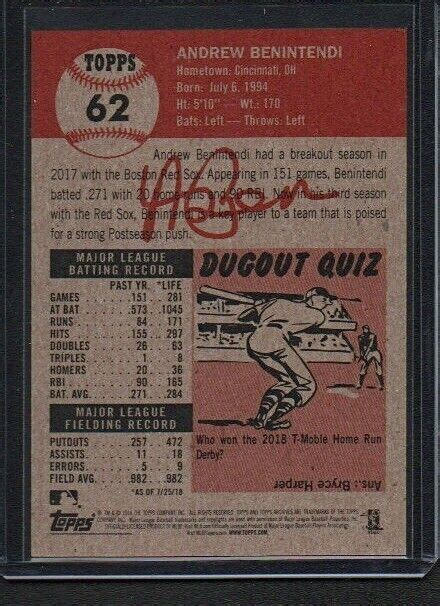 TOPPS
62
ANDREW BENINTENDI
Hometown: Cincinnati, OH
Born: July 6, 1994
Ht: 5'10" — Wt.: 170
Bats: Left — Throws: Left
Andrew Benintendi had a breakout season in
2017 with the Boston Red Sox. Appearing in 151 games, Benintendi
batted .271 with 20 home runs and 90 RBI. Now in his third season
with the Red Sox, Benintendi is a key player to a team that is poised
for a strong Postseason push.
MAJOR LEAGUE
BATTING RECORD
PAST YR. *LIFE
GAMES 151 281
AT BAT .573 .1045
RUNS 84 171
HITS 155 297
DOUBLES 26 63
TRIPLES 1 8
HOMERS 20 36
RBI 90 165
BAT. AVG. .271 .284
MAJOR LEAGUE
FIELDING RECORD
PUTOUTS 257 472
ASSISTS 11 18
ERRORS 5 9
FIELD AVG. .982 .982
*AS OF 7/25/18
DUGOUT QUIZ
Who won the 2018 T-Moble Home Run
Derby?
Ans.: Bryce Harper
topps